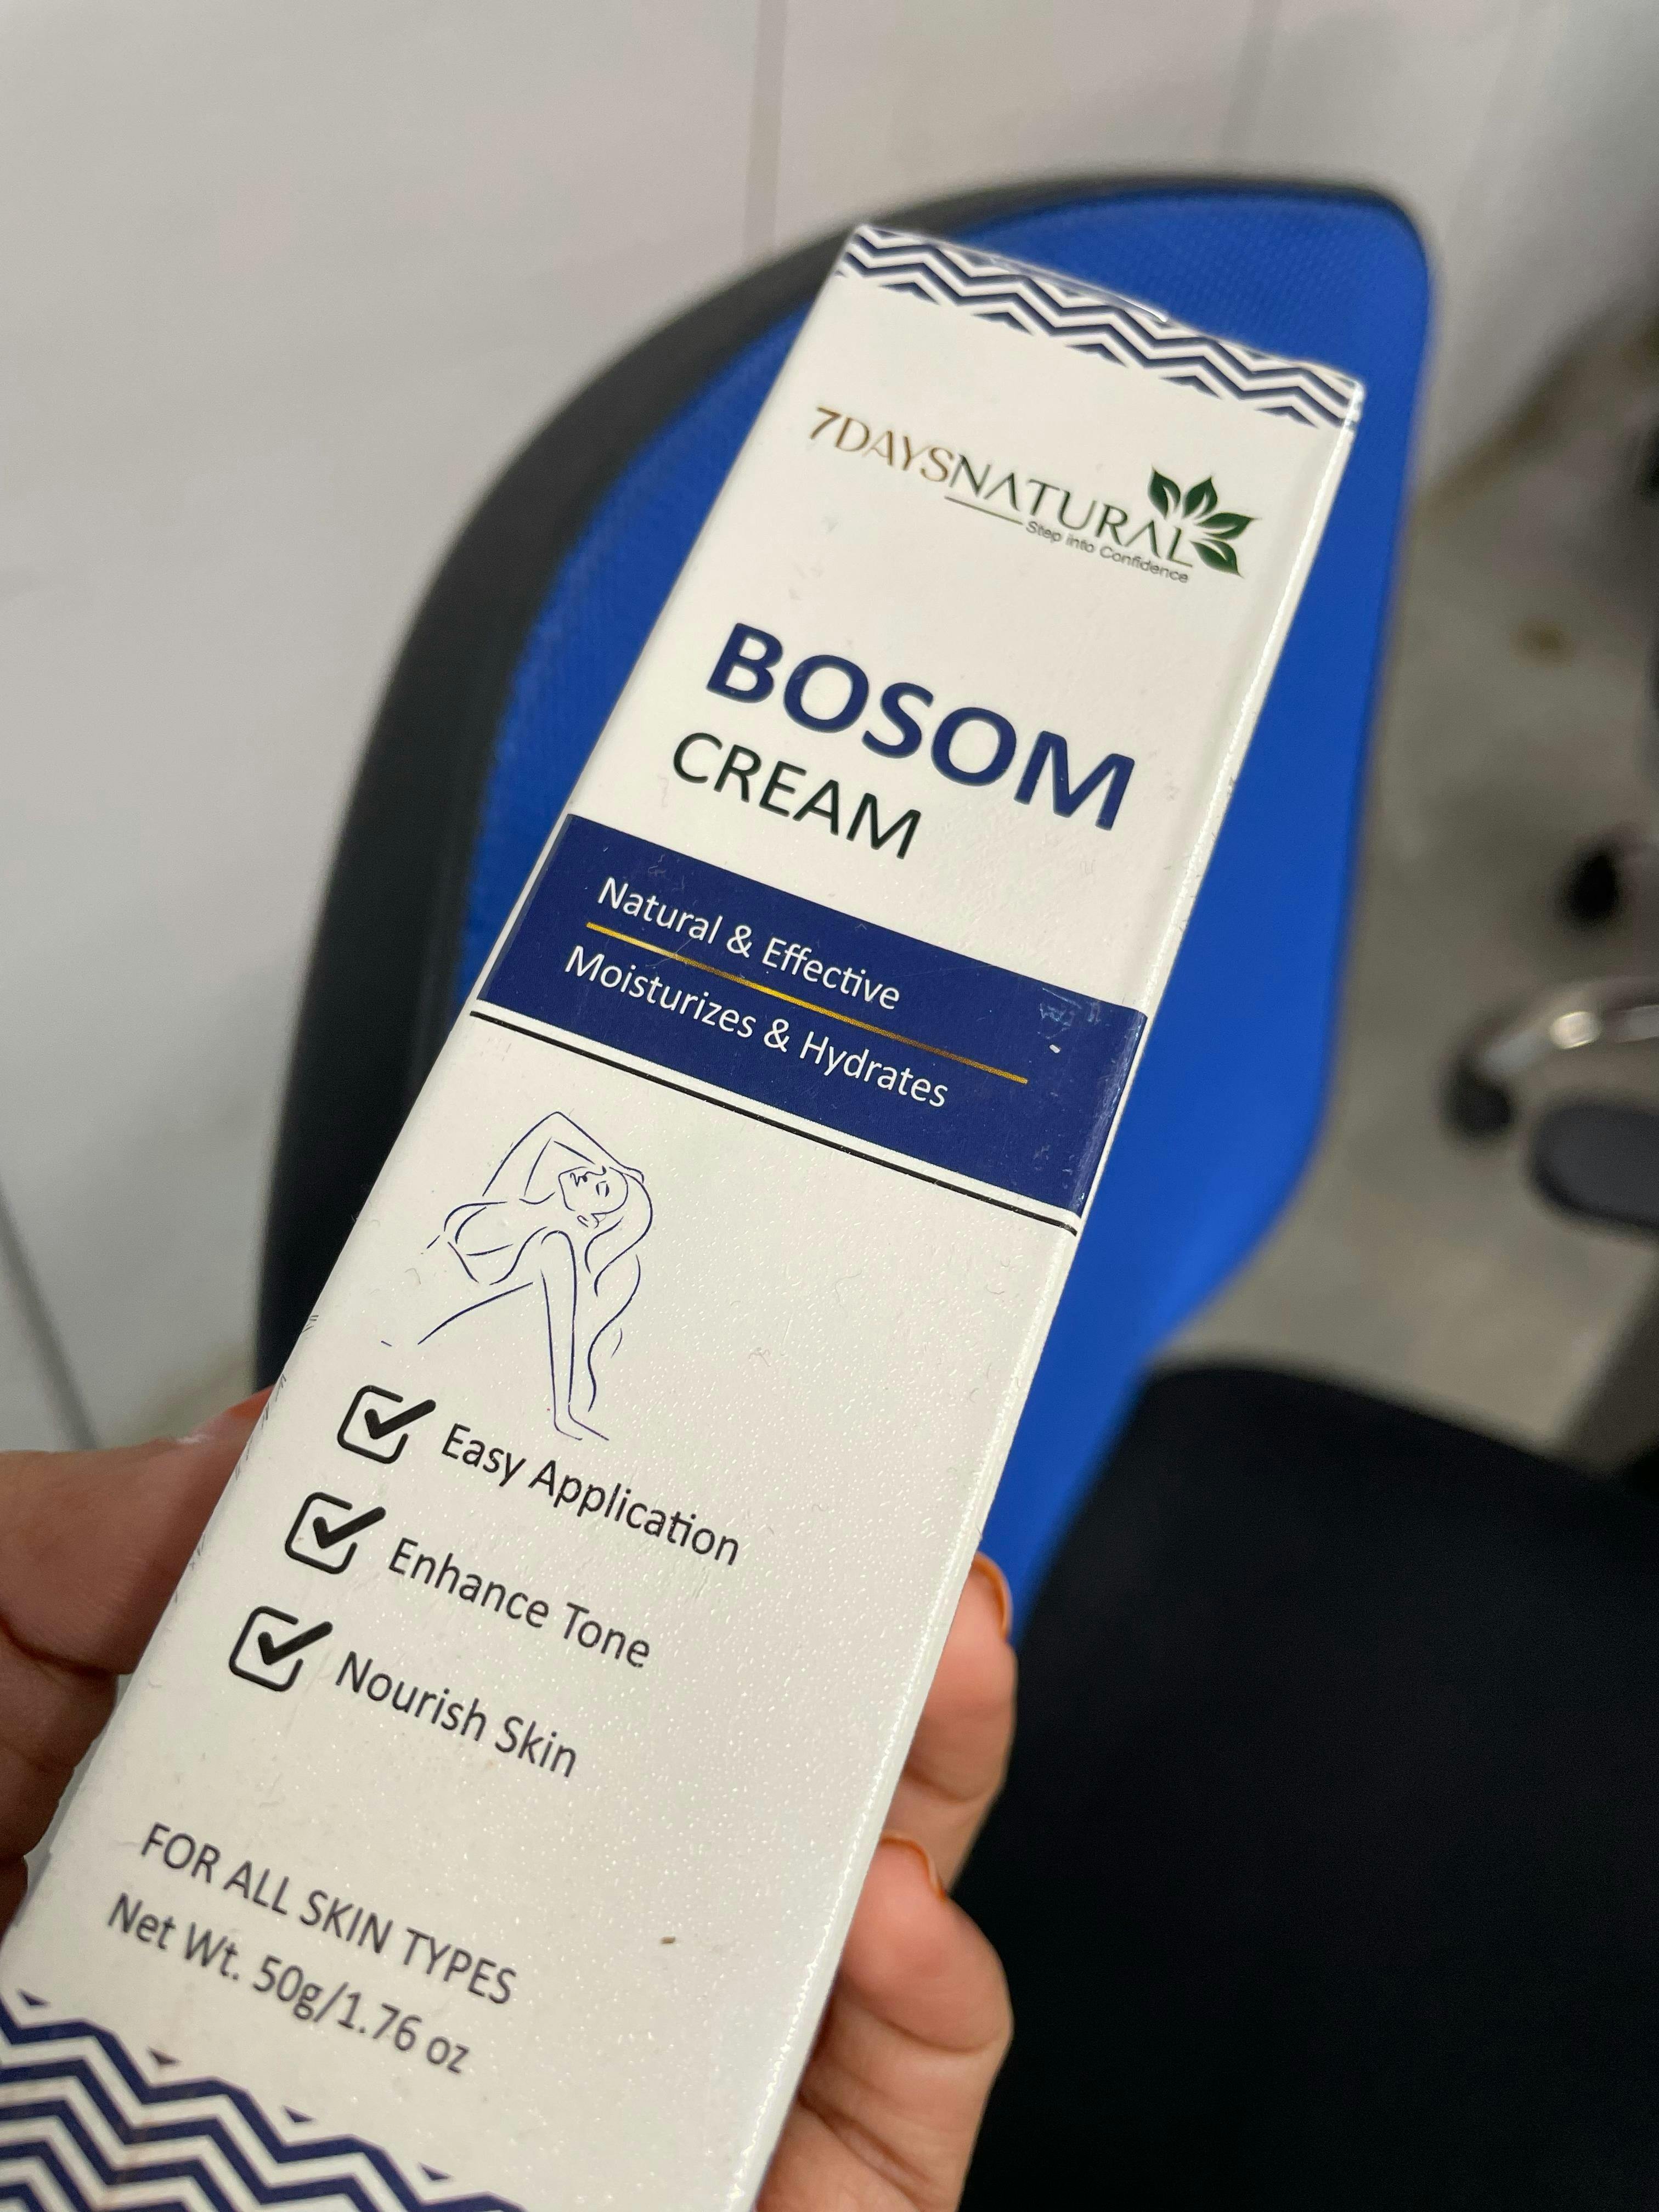 7DAYSNATURAL
Step into Confidence
BOSOM
CREAM
Natural & Effective
Moisturizes & Hydrates
Easy Application
Enhance Tone
Nourish Skin
FOR ALL SKIN TYPES
Net Wt. 50g/1.76 oz